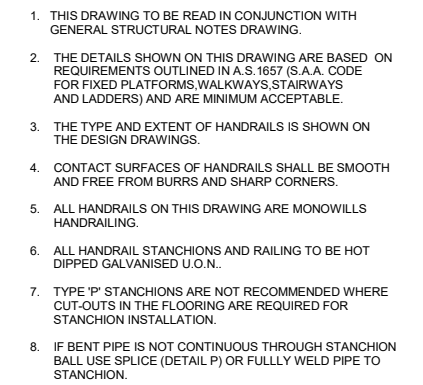 1. THIS DRAWING TO BE READ IN CONJUNCTION WITH
GENERAL STRUCTURAL NOTES DRAWING.
2. THE DETAILS SHOWN ON THIS DRAWING ARE BASED ON
REQUIREMENTS OUTLINED IN A.S.1657 (S.A.A. CODE
FOR FIXED PLATFORMS,WALKWAYS,STAIRWAYS
AND LADDERS) AND ARE MINIMUM ACCEPTABLE.
3. THE TYPE AND EXTENT OF HANDRAILS IS SHOWN ON
THE DESIGN DRAWINGS.
4. CONTACT SURFACES OF HANDRAILS SHALL BE SMOOTH
AND FREE FROM BURRS AND SHARP CORNERS.
5. ALL HANDRAILS ON THIS DRAWING ARE MONOWILLS
HANDRAILING.
6. ALL HANDRAIL STANCHIONS AND RAILING TO BE HOT
DIPPED GALVANISED U.O.N..
7. TYPE 'P' STANCHIONS ARE NOT RECOMMENDED WHERE
CUT-OUTS IN THE FLOORING ARE REQUIRED FOR
STANCHION INSTALLATION.
8. IF BENT PIPE IS NOT CONTINUOUS THROUGH STANCHION
BALL USE SPLICE (DETAIL P) OR FULLLY WELD PIPE TO
STANCHION.